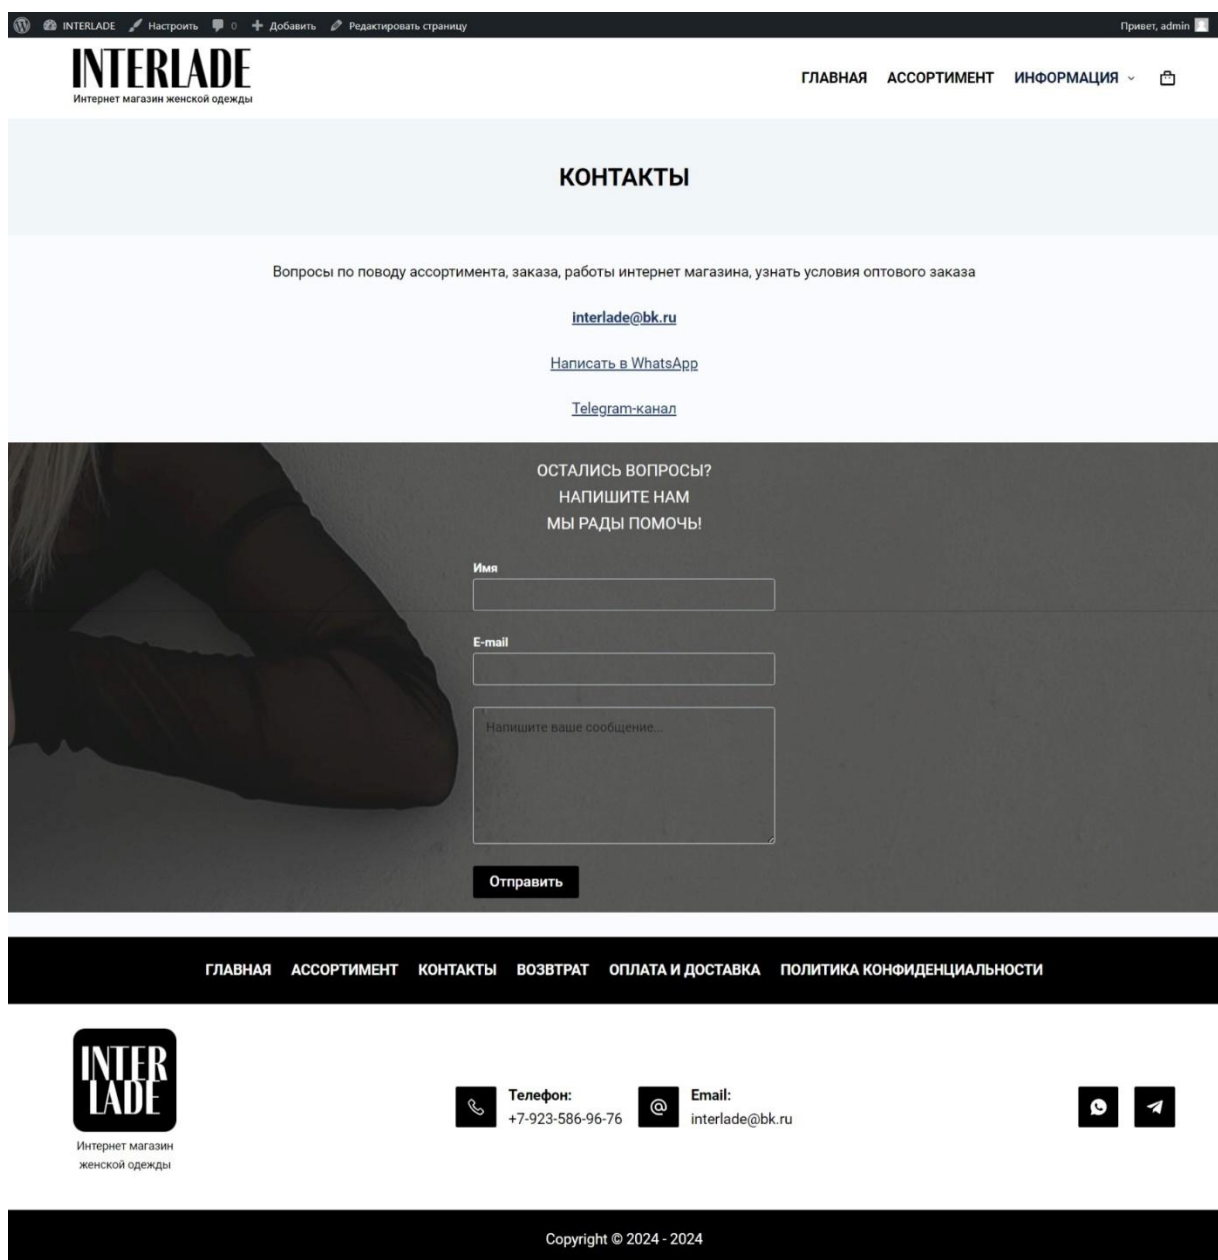 INTERLADE Настроить 0 Добавить Редактировать страницу Привет, admin
INTERLADE
Интернет магазин женской одежды
ГЛАВНАЯ АССОРТИМЕНТ ИНФОРМАЦИЯ
КОНТАКТЫ
Вопросы по поводу ассортимента, заказа, работы интернет магазина, узнать условия оптового заказа
interlade@bk.ru
Написать в WhatsApp
Telegram-канал
ОСТАЛИСЬ ВОПРОСЫ?
НАПИШИТЕ НАМ
МЫ РАДЫ ПОМОЧЬ!
Имя
E-mail
Напишите ваше сообщение...
Отправить
ГЛАВНАЯ АССОРТИМЕНТ КОНТАКТЫ ВОЗВТРАТ ОПЛАТА И ДОСТАВКА ПОЛИТИКА КОНФИДЕНЦИАЛЬНОСТИ
INTER
LADE
Интернет магазин
женской одежды
Телефон:
+7-923-586-96-76
Email:
interlade@bk.ru
Copyright © 2024 - 2024